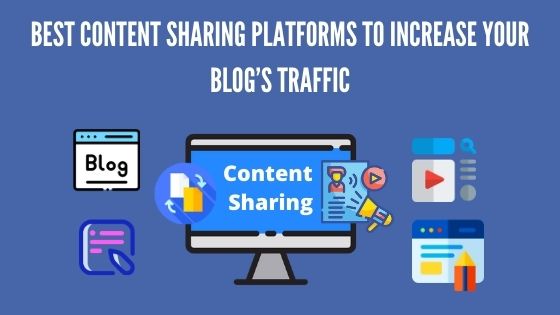 BEST CONTENT SHARING PLATFORMS TO INCREASE YOUR
BLOG'S TRAFFIC
Blog
Content
Sharing